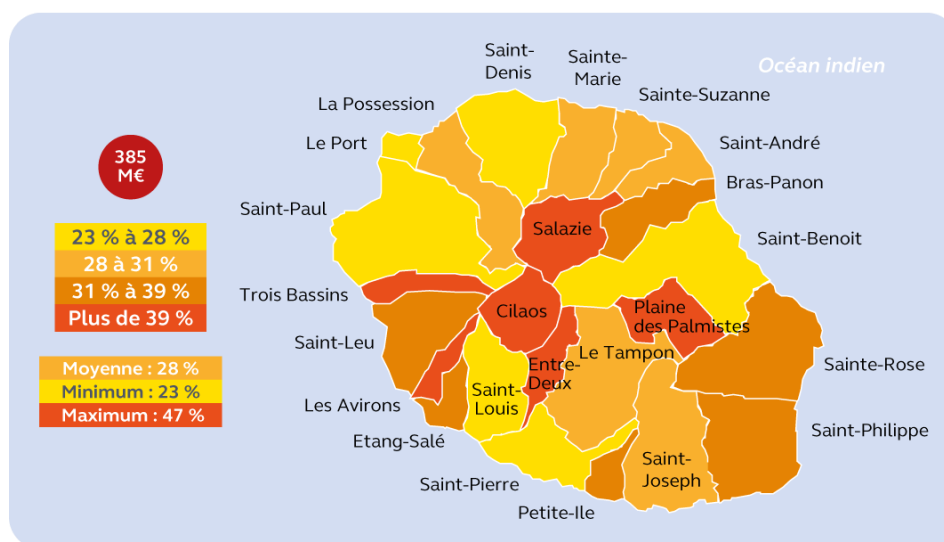 Saint-
Denis
Sainte-
Marie
Océan indien
Sainte-Suzanne
La Possession
Le Port
Saint-André
385
M€
Bras-Panon
Saint-Paul
Salazie
Saint-Benoit
23 % à 28 %
28 à 31 %
31 % à 39 %
Plus de 39 %
Trois Bassins
Cilaos
Plaine
des Palmistes
Saint-Leu
Le Tampon
Sainte-Rose
Moyenne : 28 %
Minimum : 23 %
Maximum : 47 %
Entre-
Deux
Saint-
Louis
Les Avirons
Saint-Philippe
Etang-Salé
Saint-
Joseph
Saint-Pierre
Petite-Ile